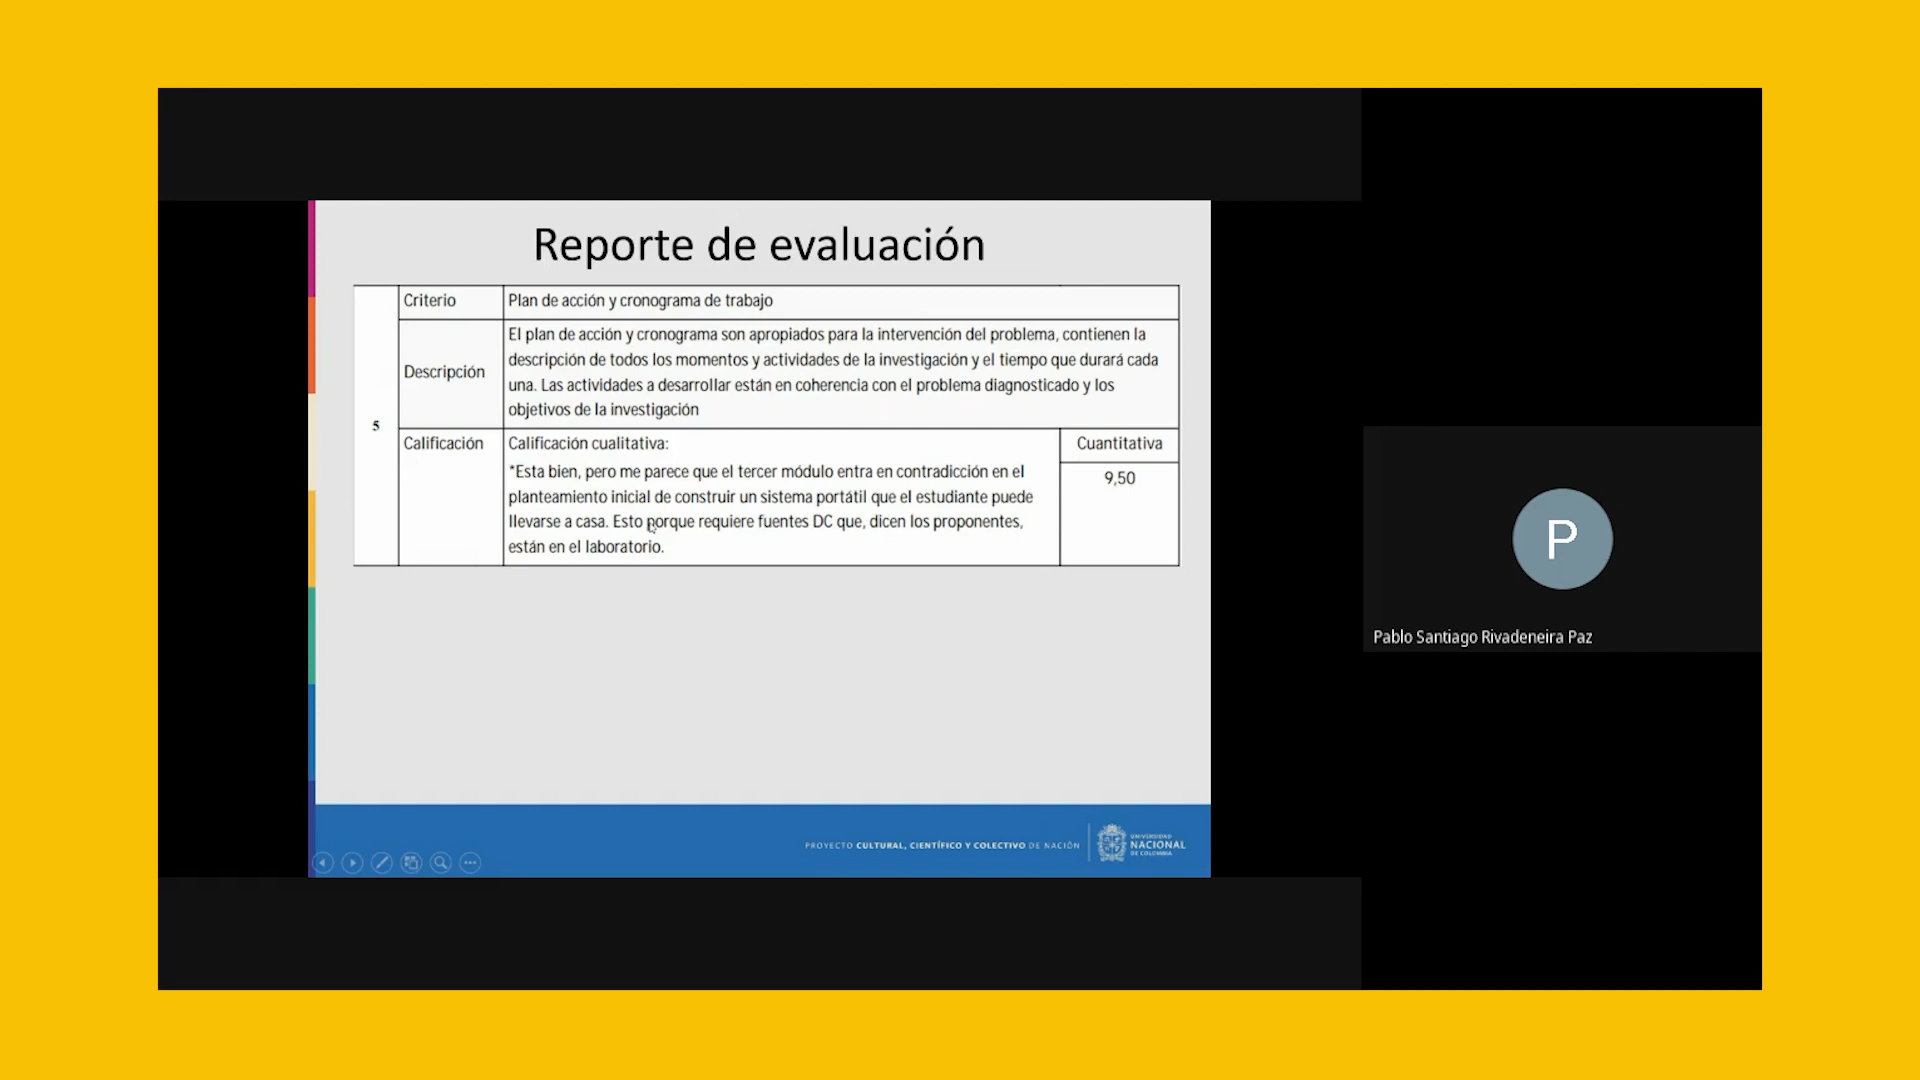 Reporte de evaluación
Criterio
Plan de acción y cronograma de trabajo
Descripción
El plan de acción y cronograma son apropiados para la intervención del problema, contienen la
descripción de todos los momentos y actividades de la investigación y el tiempo que durará cada
una. Las actividades a desarrollar están en coherencia con el problema diagnosticado y los
objetivos de la investigación
5
Calificación
Calificación cualitativa:
*Esta bien, pero me parece que el tercer módulo entra en contradicción en el
planteamiento inicial de construir un sistema portátil que el estudiante puede
llevarse a casa. Esto porque requiere fuentes DC que, dicen los proponentes,
están en el laboratorio.
Cuantitativa
9,50
P
Pablo Santiago Rivadeneira Paz
PROYECTO CULTURAL, CIENTÍFICO Y COLECTIVO DE NACIÓN
UNIVERSIDAD
NACIONAL
DE COLOMBIA